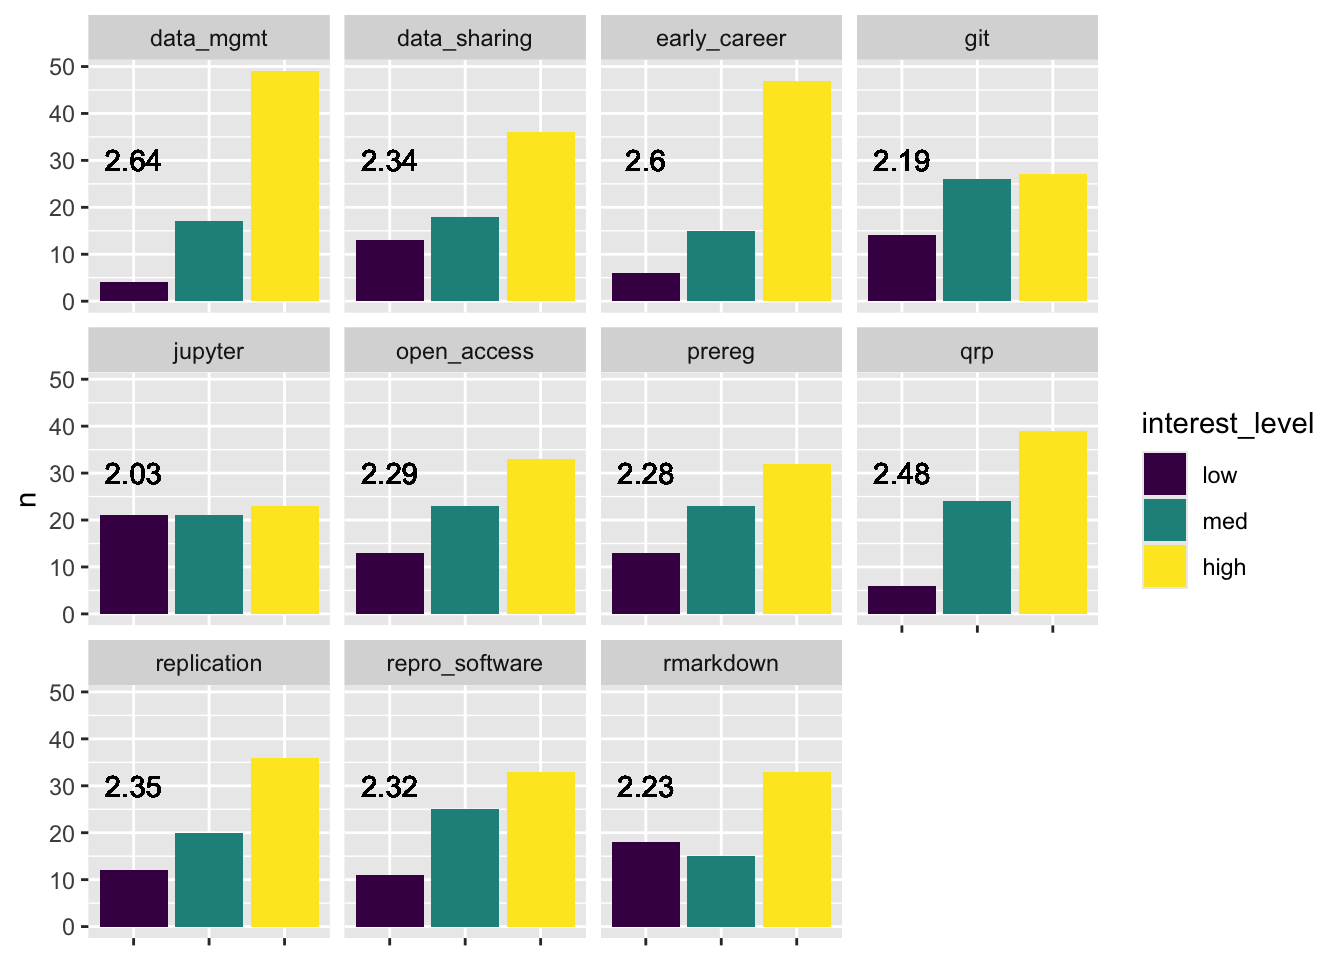 data_mgmt data_sharing early_career git
50
40
30
20
10
0
2.64 2.34 2.6 2.19
jupyter open_access prereg qrp
50
40
30
20
10
0
2.03 2.29 2.28 2.48
n
replication repro_software rmarkdown
50
40
30
20
10
0
2.35 2.32 2.23
interest_level
low
med
high